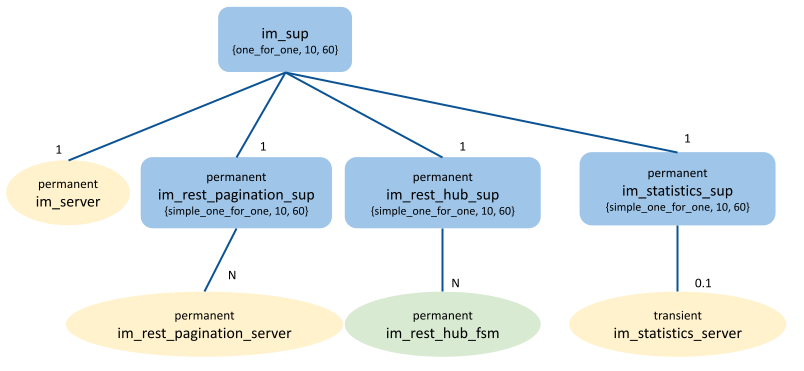 im_sup
{one_for_one, 10, 60}
1
1
1
1
permanent
im_server
permanent
im_rest_pagination_sup
{simple_one_for_one, 10, 60}
permanent
im_rest_hub_sup
{simple_one_for_one, 10, 60}
permanent
im_statistics_sup
{simple_one_for_one, 10, 60}
N
N
0.1
permanent
im_rest_pagination_server
permanent
im_rest_hub_fsm
transient
im_statistics_server